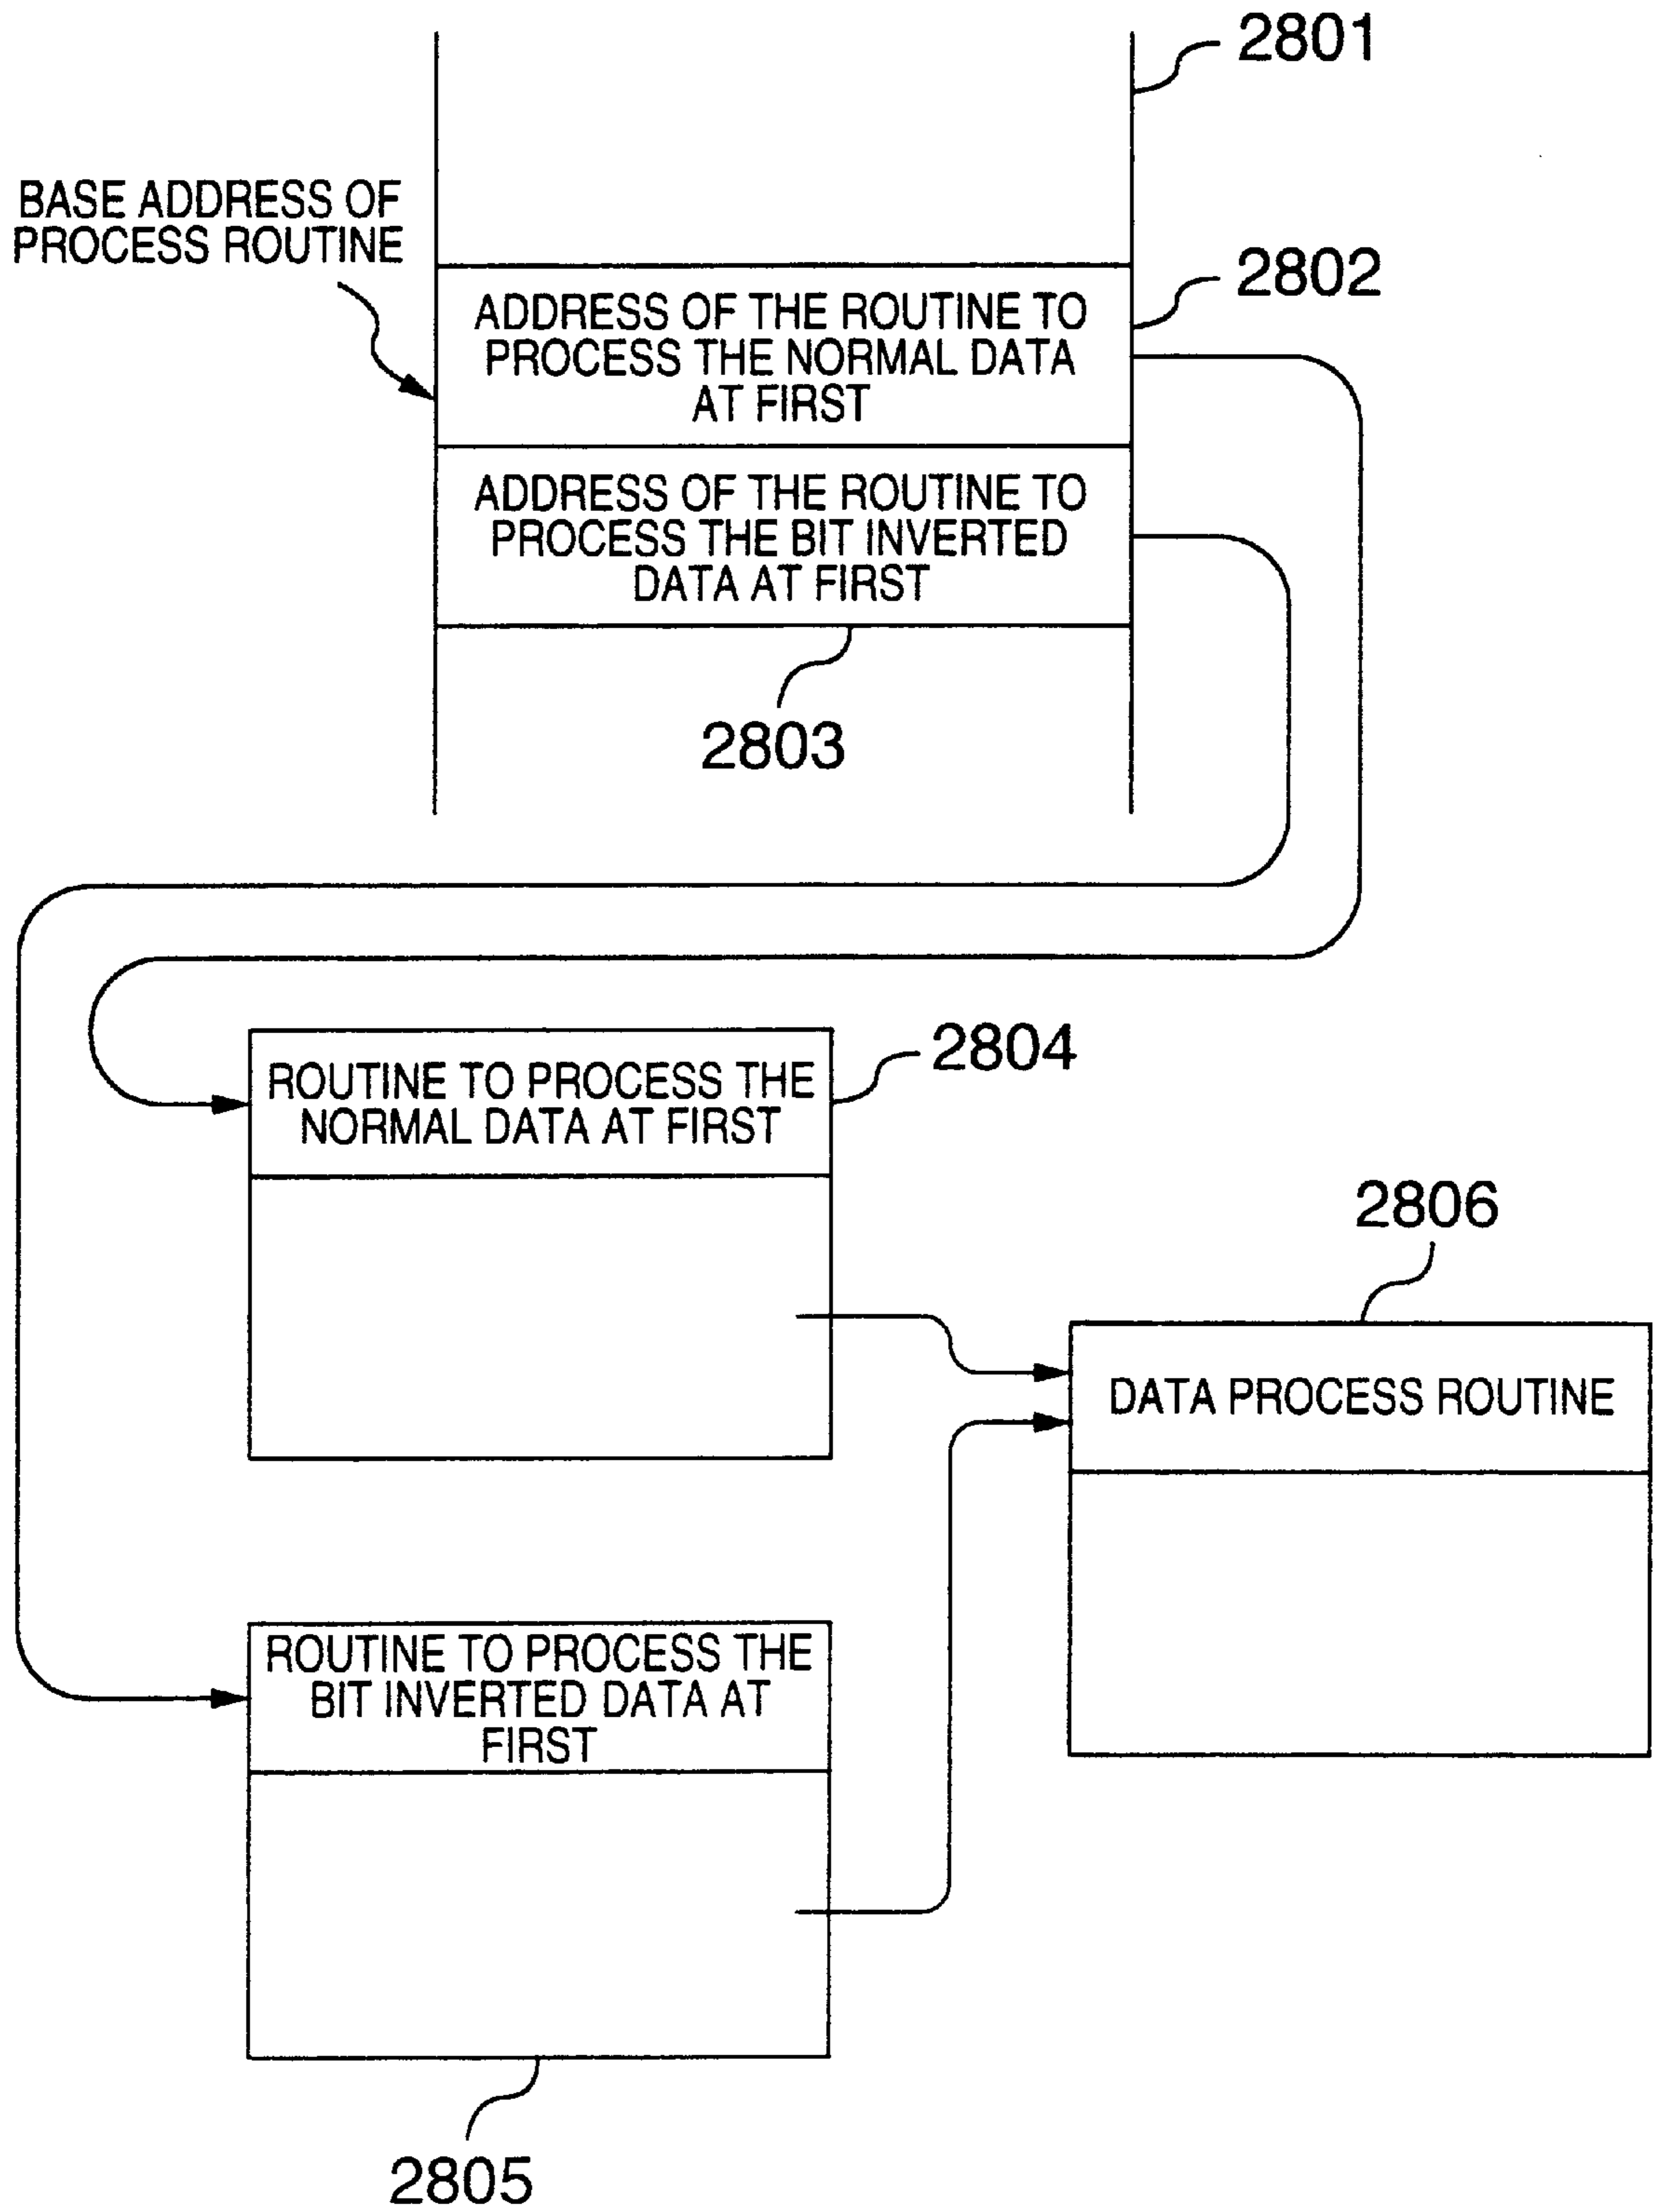 2801
BASE ADDRESS OF
PROCESS ROUTINE
2802
ADDRESS OF THE ROUTINE TO
PROCESS THE NORMAL DATA
AT FIRST
ADDRESS OF THE ROUTINE TO
PROCESS THE BIT INVERTED
DATA AT FIRST
2803
2804
ROUTINE TO PROCESS THE
NORMAL DATA AT FIRST
2806
DATA PROCESS ROUTINE
ROUTINE TO PROCESS THE
BIT INVERTED DATA AT
FIRST
2805